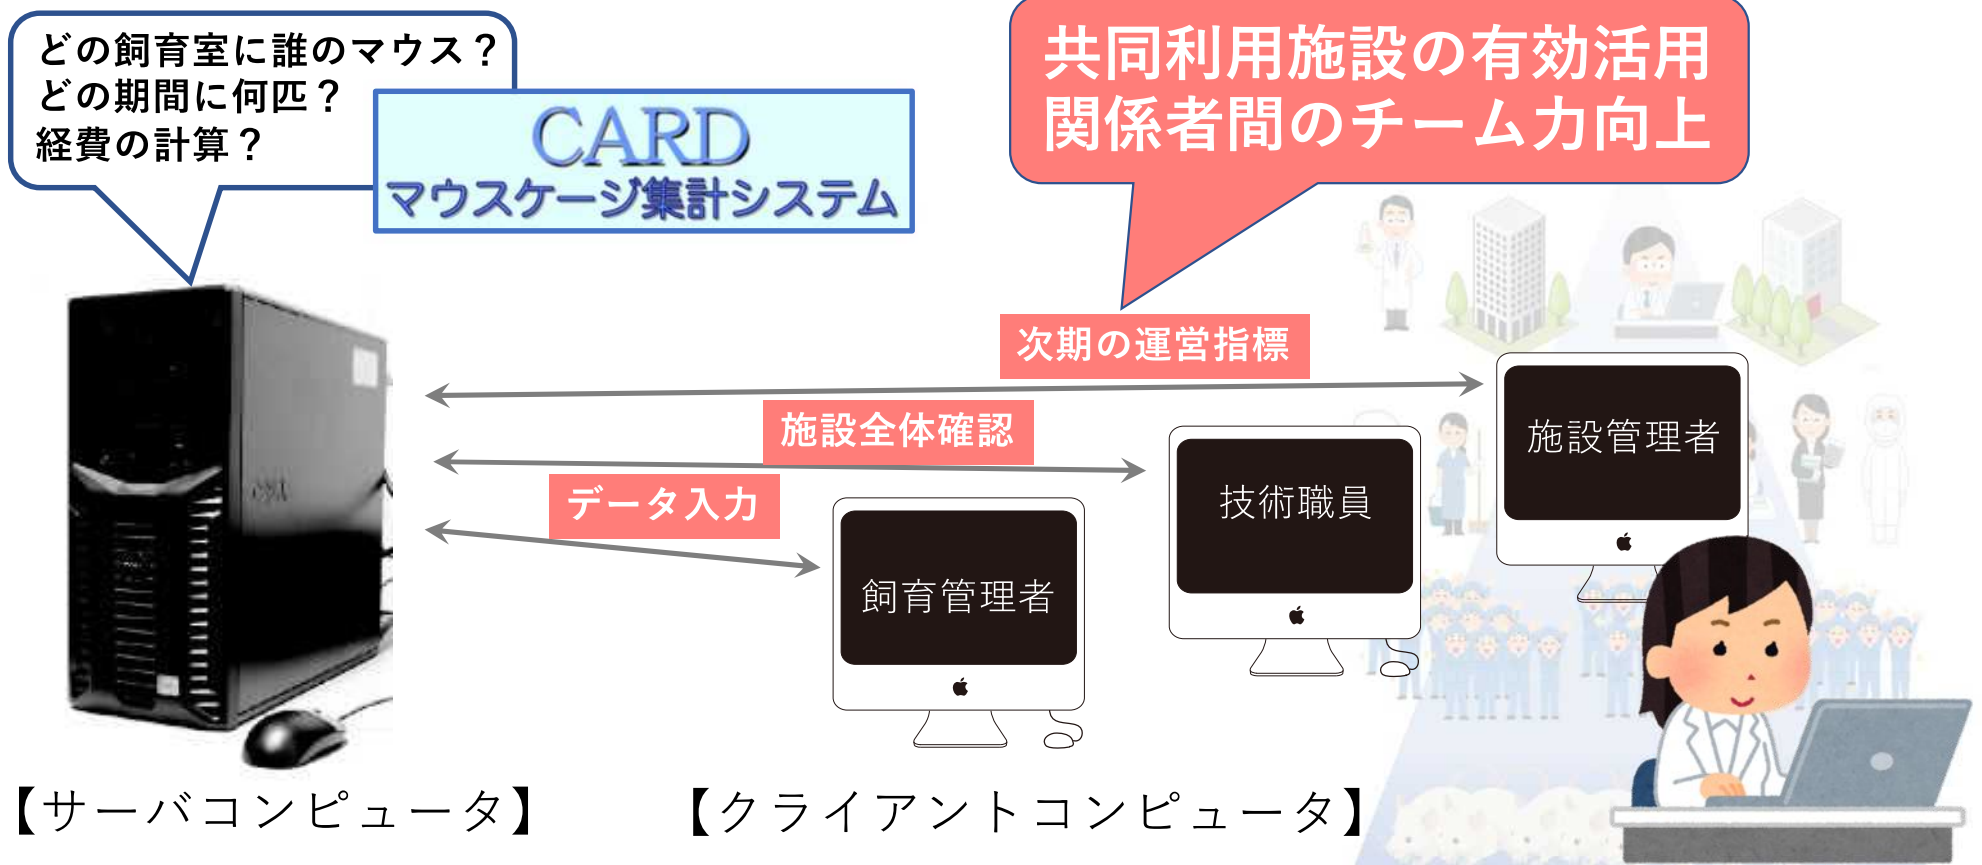 どの飼育室に誰のマウス？
どの期間に何匹？
経費の計算？
CARD
マウスケージ集計システム
共同利用施設の有効活用
関係者間のチーム力向上
次期の運営指標
施設全体確認
データ入力
施設管理者
技術職員
飼育管理者
【サーバコンピュータ】
【クライアントコンピュータ】